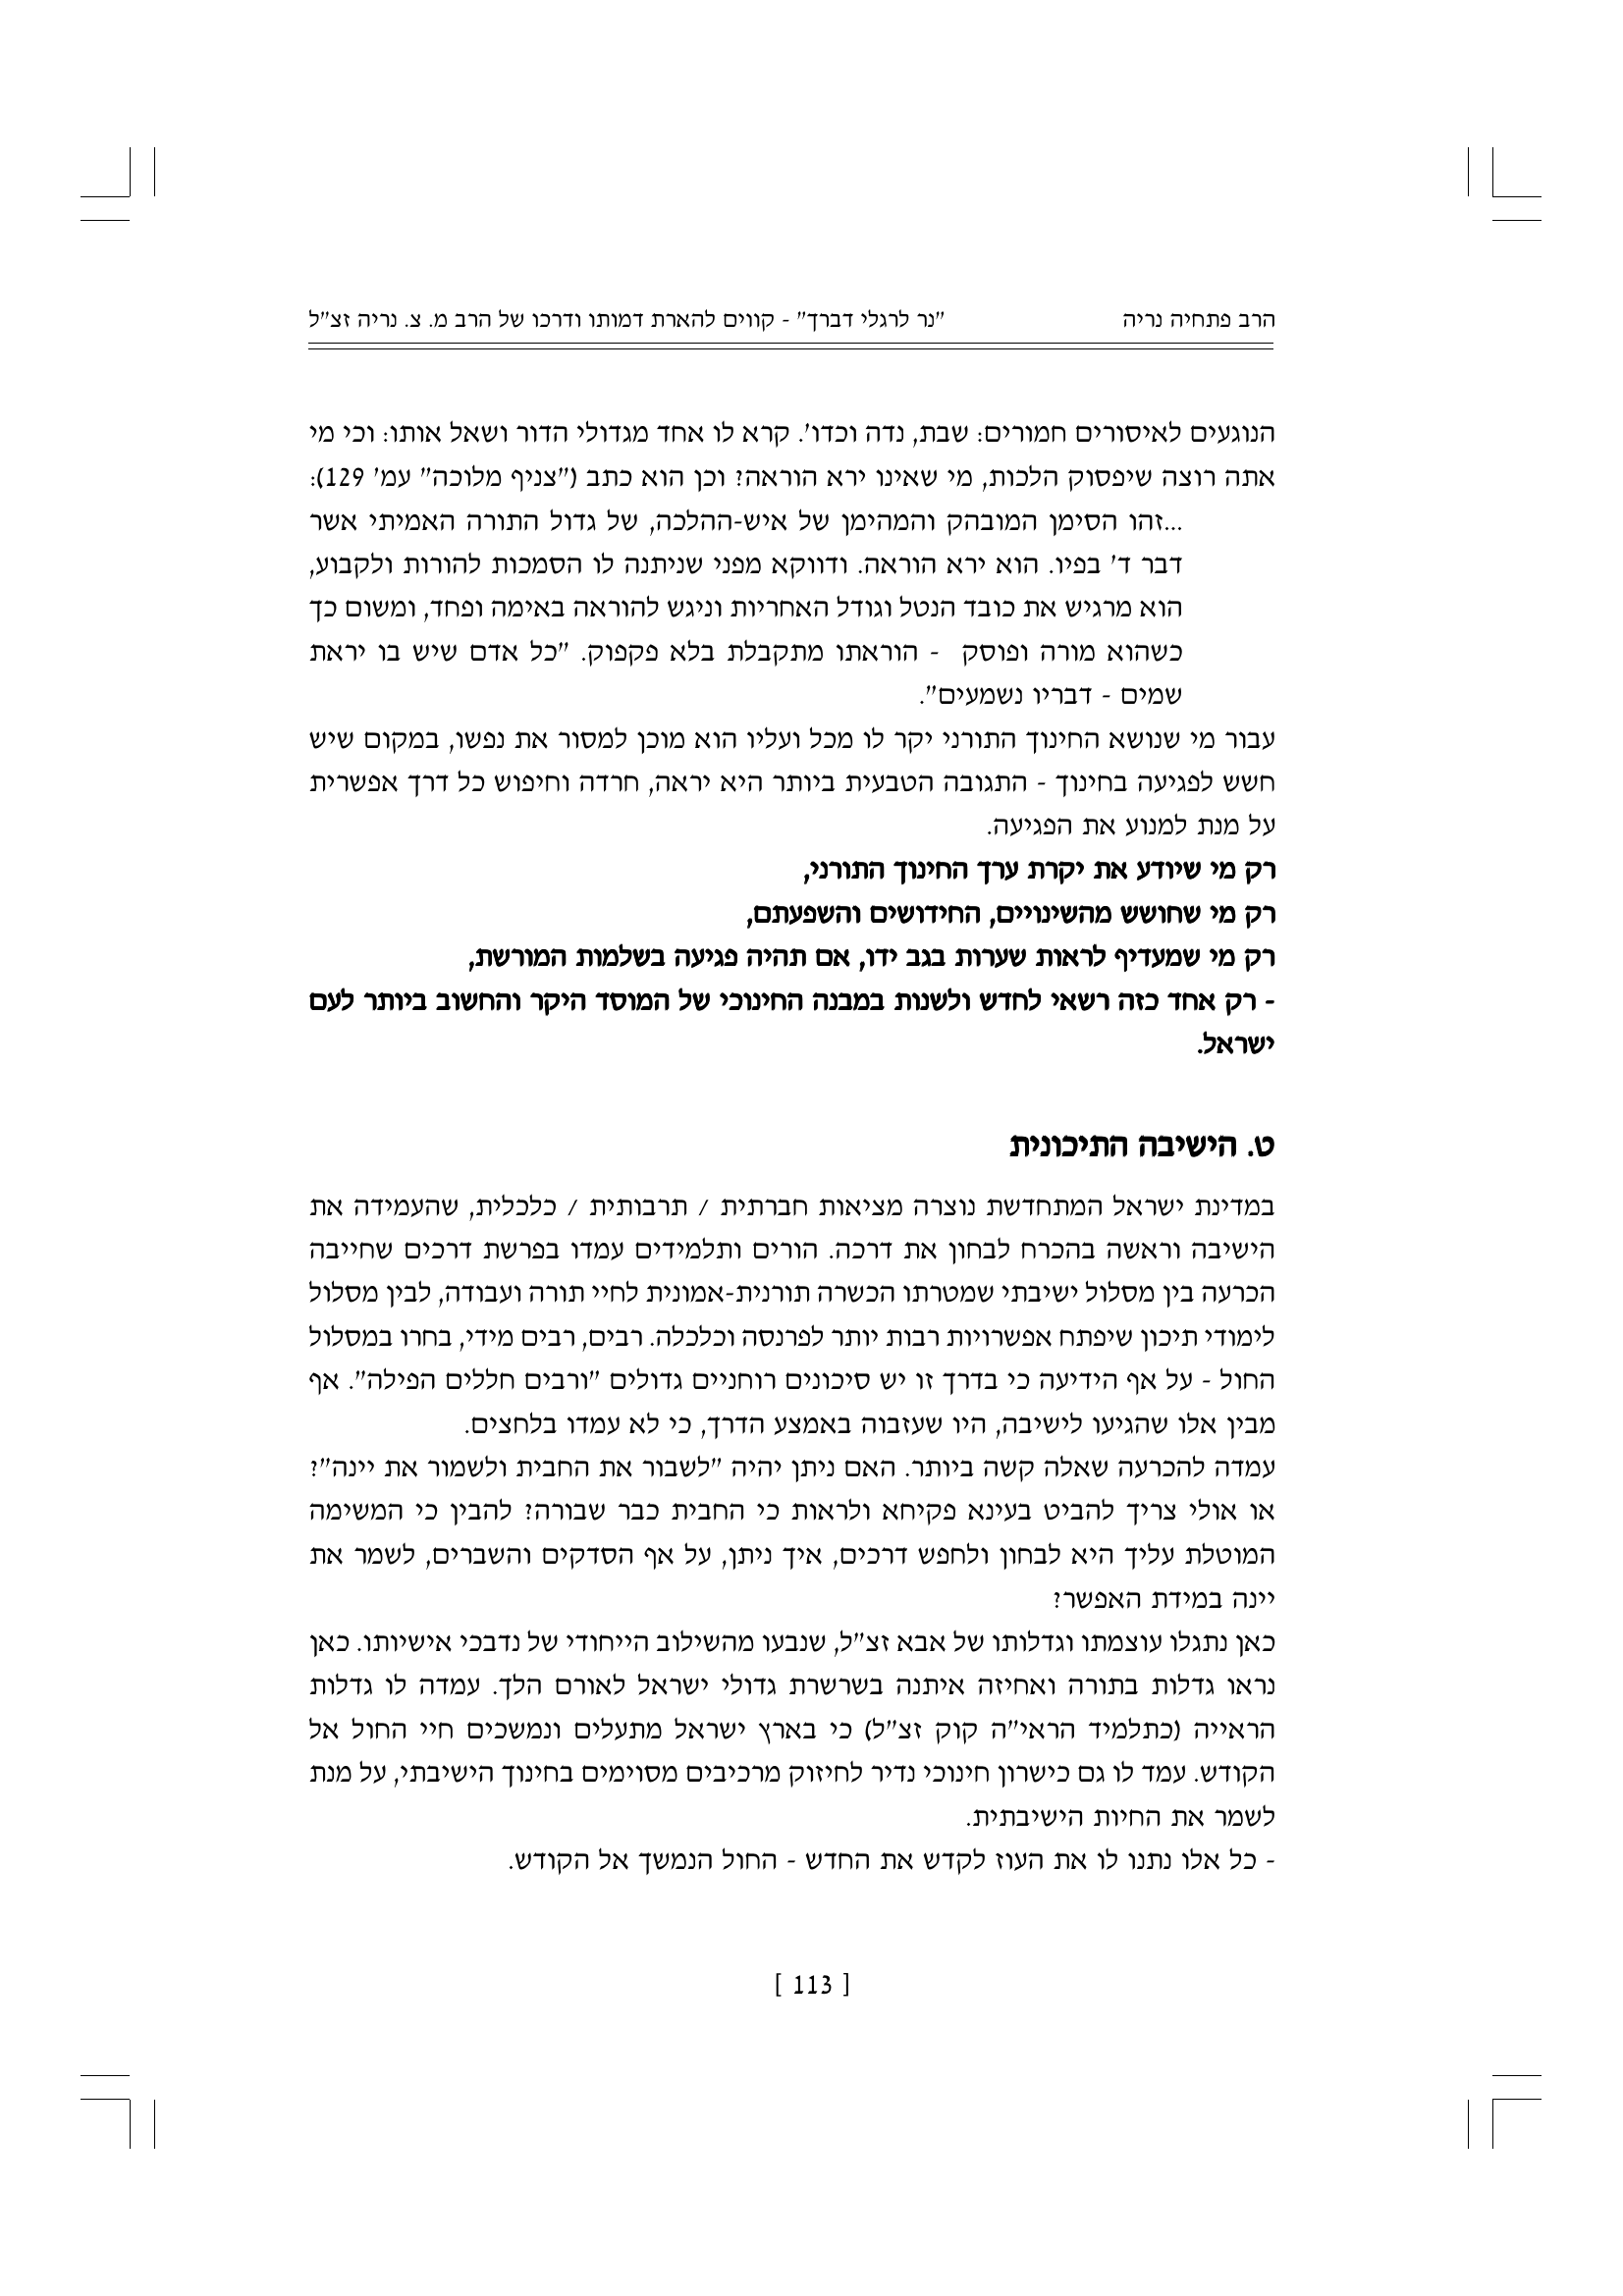 הרב פתחיה נריה "נר לרגלי דברך" - קווים להארת דמותו ודרכו של הרב מ. צ. נריה זצ"ל
הנוגעים לאיסורים חמורים: שבת, נדה וכדו'. קרא לו אחד מגדולי הדור ושאל אותו: וכי מי
אתה רוצה שיפסוק הלכות, מי שאינו ירא הוראה? וכן הוא כתב ("צניף מלוכה" עמ' 129):
...זהו הסימן המובהק והמהימן של איש-ההלכה, של גדול התורה האמיתי אשר
דבר ד' בפיו. הוא ירא הוראה. ודווקא מפני שניתנה לו הסמכות להורות ולקבוע,
הוא מרגיש את כובד הנטל וגודל האחריות וניגש להוראה באימה ופחד, ומשום כך
כשהוא מורה ופוסק - הוראתו מתקבלת בלא פקפוק. "כל אדם שיש בו יראת
שמים - דבריו נשמעים".
עבור מי שנושא החינוך התורני יקר לו מכל ועליו הוא מוכן למסור את נפשו, במקום שיש
חשש לפגיעה בחינוך - התגובה הטבעית ביותר היא יראה, חרדה וחיפוש כל דרך אפשרית
על מנת למנוע את הפגיעה.
רק מי שיודע את יקרת ערך החינוך התורני,
רק מי שחושש מהשינויים, החידושים והשפעתם,
רק מי שמעדיף לראות שערות בגב ידו, אם תהיה פגיעה בשלמות המורשת,
- רק אחד כזה רשאי לחדש ולשנות במבנה החינוכי של המוסד היקר והחשוב ביותר לעם
ישראל.
ט. הישיבה התיכונית
במדינת ישראל המתחדשת נוצרה מציאות חברתית / תרבותית / כלכלית, שהעמידה את
הישיבה וראשה בהכרח לבחון את דרכה. הורים ותלמידים עמדו בפרשת דרכים שחייבה
הכרעה בין מסלול ישיבתי שמטרתו הכשרה תורנית-אמונית לחיי תורה ועבודה, לבין מסלול
לימודי תיכון שיפתח אפשרויות רבות יותר לפרנסה וכלכלה. רבים, רבים מידי, בחרו במסלול
החול - על אף הידיעה כי בדרך זו יש סיכונים רוחניים גדולים "ורבים חללים הפילה". אף
מבין אלו שהגיעו לישיבה, היו שעזבוה באמצע הדרך, כי לא עמדו בלחצים.
עמדה להכרעה שאלה קשה ביותר. האם ניתן יהיה "לשבור את החבית ולשמור את יינה"?
או אולי צריך להביט בעינא פקיחא ולראות כי החבית כבר שבורה? להבין כי המשימה
המוטלת עליך היא לבחון ולחפש דרכים, איך ניתן, על אף הסדקים והשברים, לשמר את
יינה במידת האפשר?
כאן נתגלו עוצמתו וגדלותו של אבא זצ"ל, שנבעו מהשילוב הייחודי של נדבכי אישיותו. כאן
נראו גדלות בתורה ואחיזה איתנה בשרשרת גדולי ישראל לאורם הלך. עמדה לו גדלות
הראייה (כתלמיד הראי"ה קוק זצ"ל) כי בארץ ישראל מתעלים ונמשכים חיי החול אל
הקודש. עמד לו גם כישרון חינוכי נדיר לחיזוק מרכיבים מסוימים בחינוך הישיבתי, על מנת
לשמר את החיות הישיבתית.
- כל אלו נתנו לו את העוז לקדש את החדש - החול הנמשך אל הקודש.
[ 113 ]